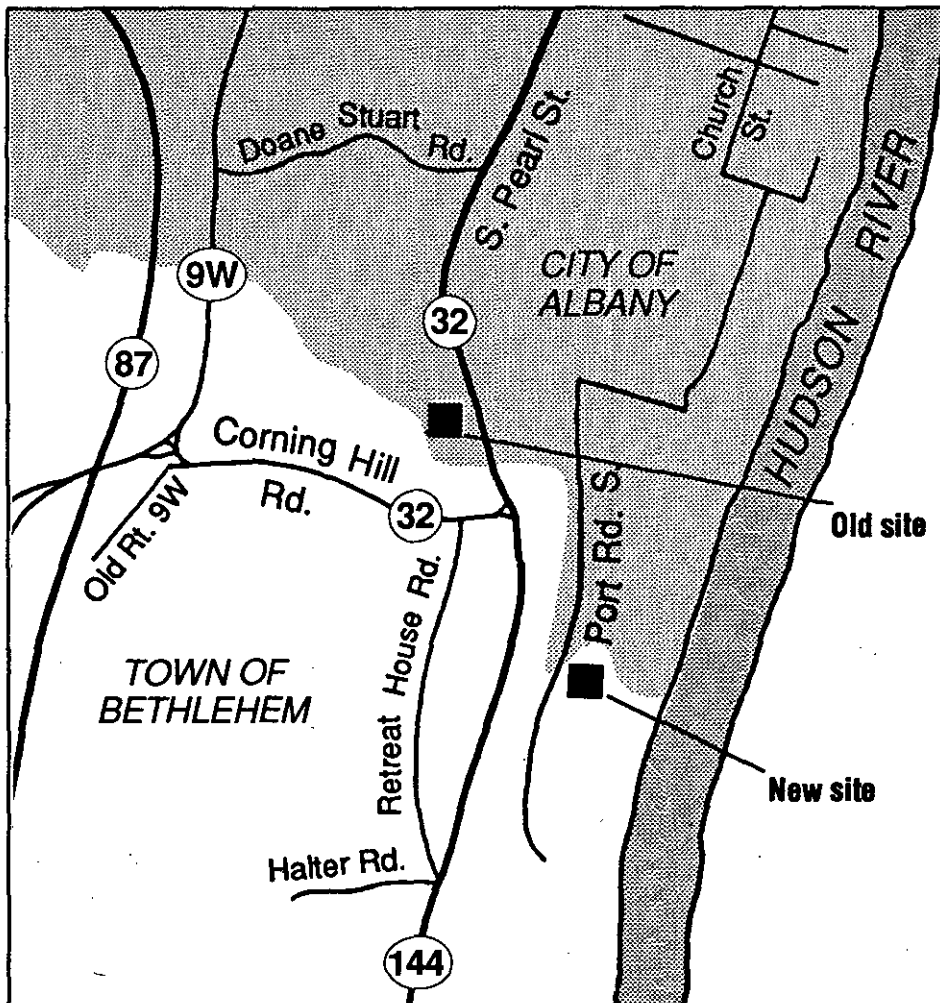 Doane Stuart Rd.
S. Pearl St.
Church St.
HUDSON RIVER
9W
CITY OF
ALBANY
32
87
Corning Hill
Rd.
32
Old Rt. 9W
Old site
Port Rd. S.
Retreat House Rd.
TOWN OF
BETHLEHEM
New site
Halter Rd.
144